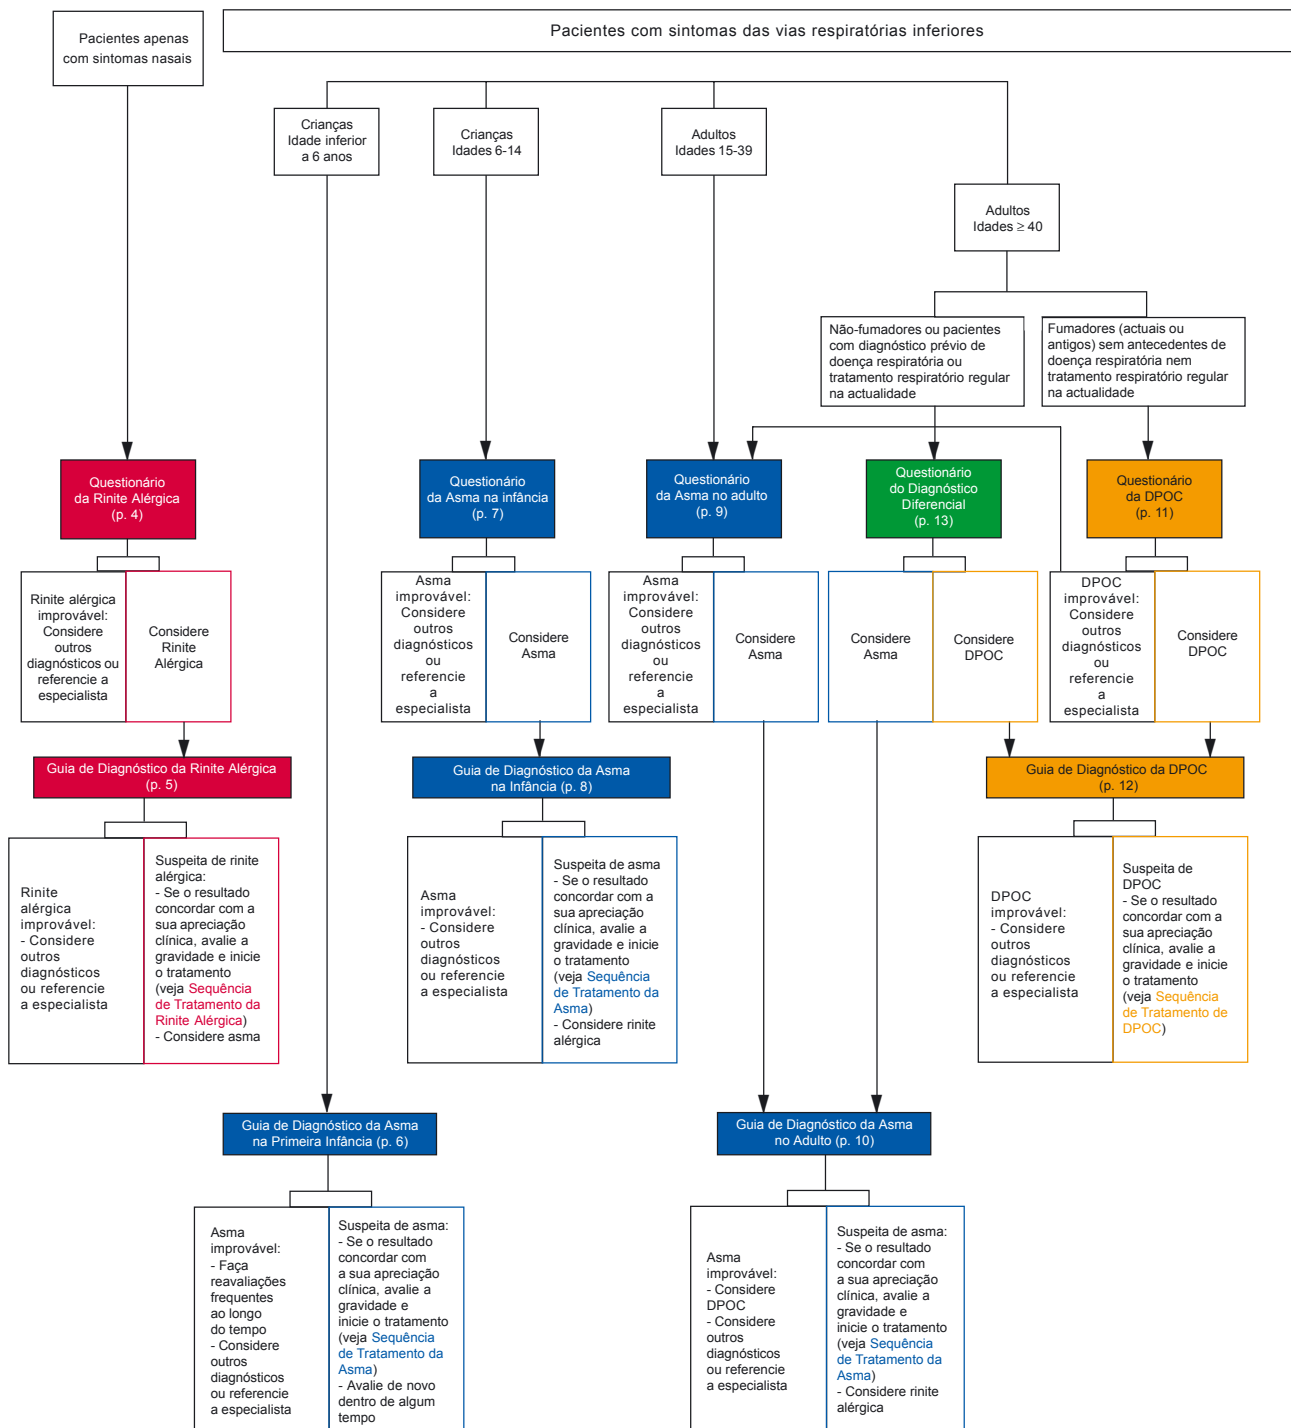 Pacientes apenas
com sintomas nasais
Pacientes com sintomas das vias respiratórias inferiores
Crianças
Idade inferior
a 6 anos
Crianças
Idades 6-14
Adultos
Idades 15-39
Adultos
Idades ≥ 40
Não-fumadores ou pacientes
com diagnóstico prévio de
doença respiratória ou
tratamento respiratório regular
na actualidade
Fumadores (actuais ou
antigos) sem antecedentes de
doença respiratória nem
tratamento respiratório regular
na actualidade
Questionário
da Rinite Alérgica
(p. 4)
Questionário
da Asma na infância
(p. 7)
Questionário
da Asma no adulto
(p. 9)
Questionário
do Diagnóstico
Diferencial
(p. 13)
Questionário
da DPOC
(p. 11)
Rinite alérgica
improvável:
Considere
outros
diagnósticos ou
referencie a
especialista
Considere
Rinite
Alérgica
Asma
improvável:
Considere
outros
diagnósticos
ou
referencie
a
especialista
Considere
Asma
Asma
improvável:
Considere
outros
diagnósticos
ou
referencie
a
especialista
Considere
Asma
Considere
Asma
Considere
DPOC
DPOC
improvável:
Considere
outros
diagnósticos
ou
referencie
a
especialista
Considere
DPOC
Guia de Diagnóstico da Rinite Alérgica
(p. 5)
Guia de Diagnóstico da Asma
na Infância (p. 8)
Guia de Diagnóstico da DPOC
(p. 12)
Rinite
alérgica
improvável:
- Considere
outros
diagnósticos
ou referencie
a especialista
Suspeita de rinite
alérgica:
- Se o resultado
concordar com a
sua apreciação
clínica, avalie a
gravidade e inicie
o tratamento
(veja Sequência
de Tratamento da
Rinite Alérgica)
- Considere asma
Asma
improvável:
- Considere
outros
diagnósticos
ou referencie
a especialista
Suspeita de asma
- Se o resultado
concordar com a
sua apreciação
clínica, avalie a
gravidade e inicie
o tratamento
(veja Sequência
de Tratamento da
Asma)
- Considere rinite
alérgica
DPOC
improvável:
- Considere
outros
diagnósticos
ou referencie
a especialista
Suspeita de
DPOC
- Se o resultado
concordar com a
sua apreciação
clínica, avalie a
gravidade e inicie
o tratamento
(veja Sequência
de Tratamento de
DPOC)
Guia de Diagnóstico da Asma
na Primeira Infância (p. 6)
Guia de Diagnóstico da Asma
no Adulto (p. 10)
Asma
improvável:
- Faça
reavaliações
frequentes
ao longo
do tempo
- Considere
outros
diagnósticos
ou referencie
a especialista
Suspeita de asma:
- Se o resultado
concordar com
a sua apreciação
clínica, avalie a
gravidade e
inicie o tratamento
(veja Sequência
de Tratamento da
Asma)
- Avalie de novo
dentro de algum
tempo
Asma
improvável:
- Considere
DPOC
- Considere
outros
diagnósticos
ou referencie
a especialista
Suspeita de asma:
- Se o resultado
concordar com
a sua apreciação
clínica, avalie a
gravidade e
inicie o tratamento
(veja Sequência
de Tratamento da
Asma)
- Considere rinite
alérgica